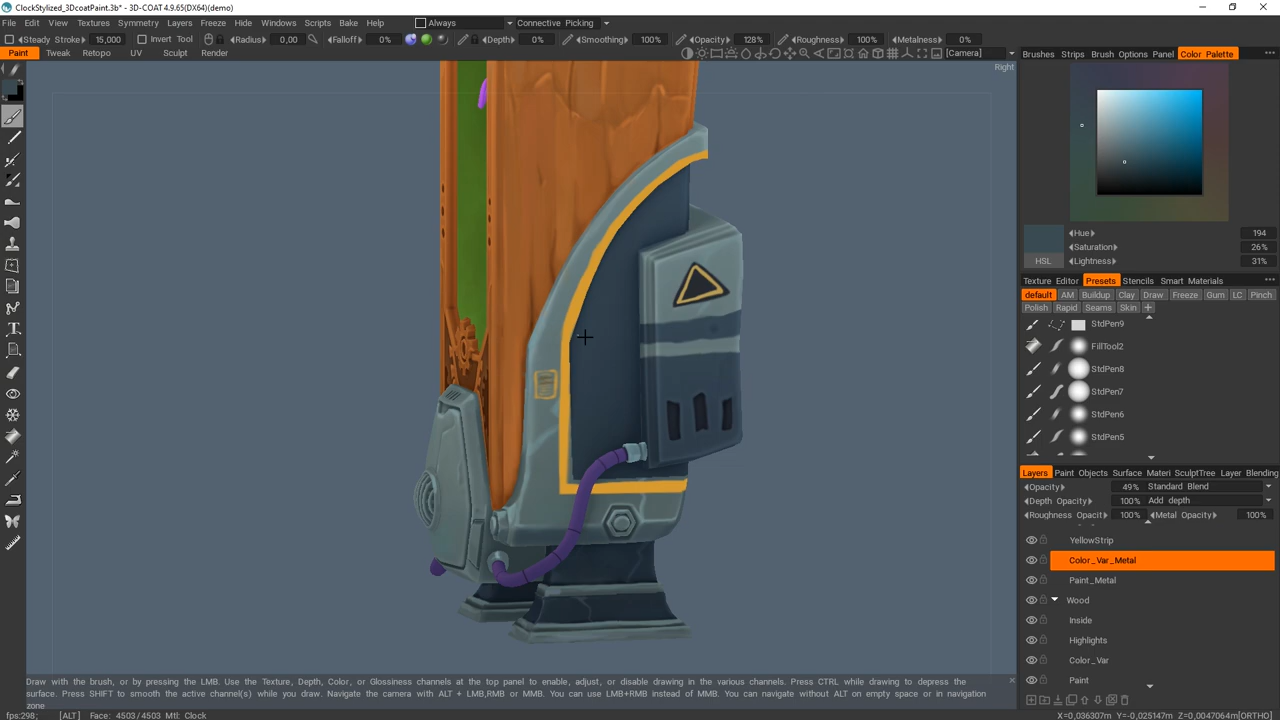 ClockStylized_3DcoatPaint.3b* - 3D-COAT 4.9.65(DX64)(demo)
File Edit View Textures Symmetry Layers Freeze Hide Windows Scripts Bake Help Always Connective Picking
Steady Stroke 15,000 Invert Tool Radius 0,00 Falloff 0% Depth 0% Smoothing 100% Opacity 128% Roughness 100% Metalness 0%
Paint Tweak Retopo UV Sculpt Render [Camera] Brushes Strips Brush Options Panel Color Palette
Right
Hue 194
Saturation 26%
HSL Lightness 31%
Texture Editor Presets Stencils Smart Materials
default AM Buildup Clay Draw Freeze Gum LC Pinch
Polish Rapid Seams Skin +
StdPen9
FillTool2
StdPen8
StdPen7
StdPen6
StdPen5
Layers Paint Objects Surface Materi SculptTree Layer Blending
Opacity 49% Standard Blend
Depth Opacity 100% Add depth
Roughness Opacit 100% Metal Opacity 100%
YellowStrip
Color_Var_Metal
Paint_Metal
Wood
Inside
Highlights
Color_Var
Paint
Draw with the brush, or by pressing the LMB. Use the Texture, Depth, Color, or Glossiness channels at the top panel to enable, adjust, or disable drawing in the various channels. Press CTRL while drawing to depress the
surface. Press SHIFT to smooth the active channel(s) while you draw. Navigate the camera with ALT + LMB,RMB or MMB. You can use LMB+RMB instead of MMB. You can navigate without ALT on empty space or in navigation
zone
fps:298; [ALT] Face: 4503/4503 Mtl: Clock X=0,036307m Y=-0,025147m Z=0,0047064m[ORTHO]